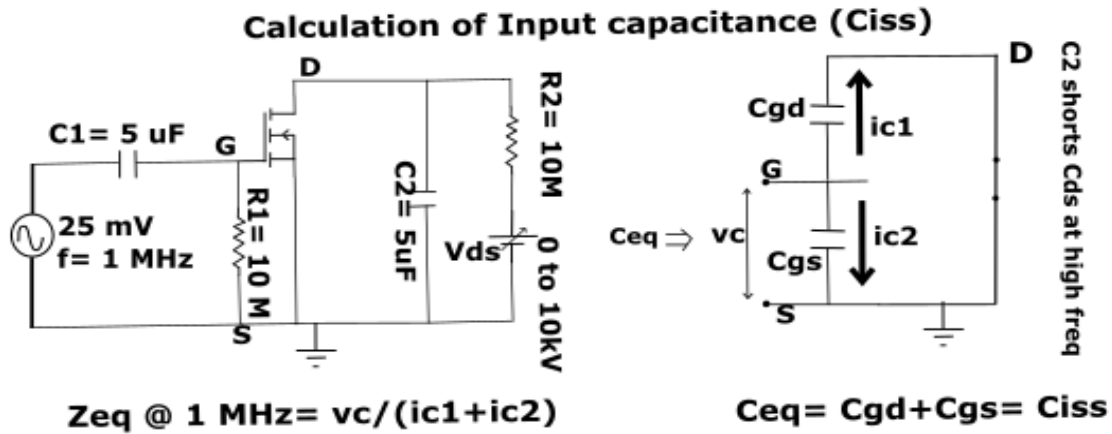 Calculation of Input capacitance (Ciss)
D
C1= 5 uF
G
25 mV
f= 1 MHz
R1= 10 M
S
C2= 5uF
R2= 10M
Vds
0 to 10kV
Zeq @ 1 MHz= vc/(ic1+ic2)
D
Cgd
ic1
G
Ceq ⇒ vc
ic2
Cgs
S
C2 shorts Cds at high freq
Ceq= Cgd+Cgs= Ciss